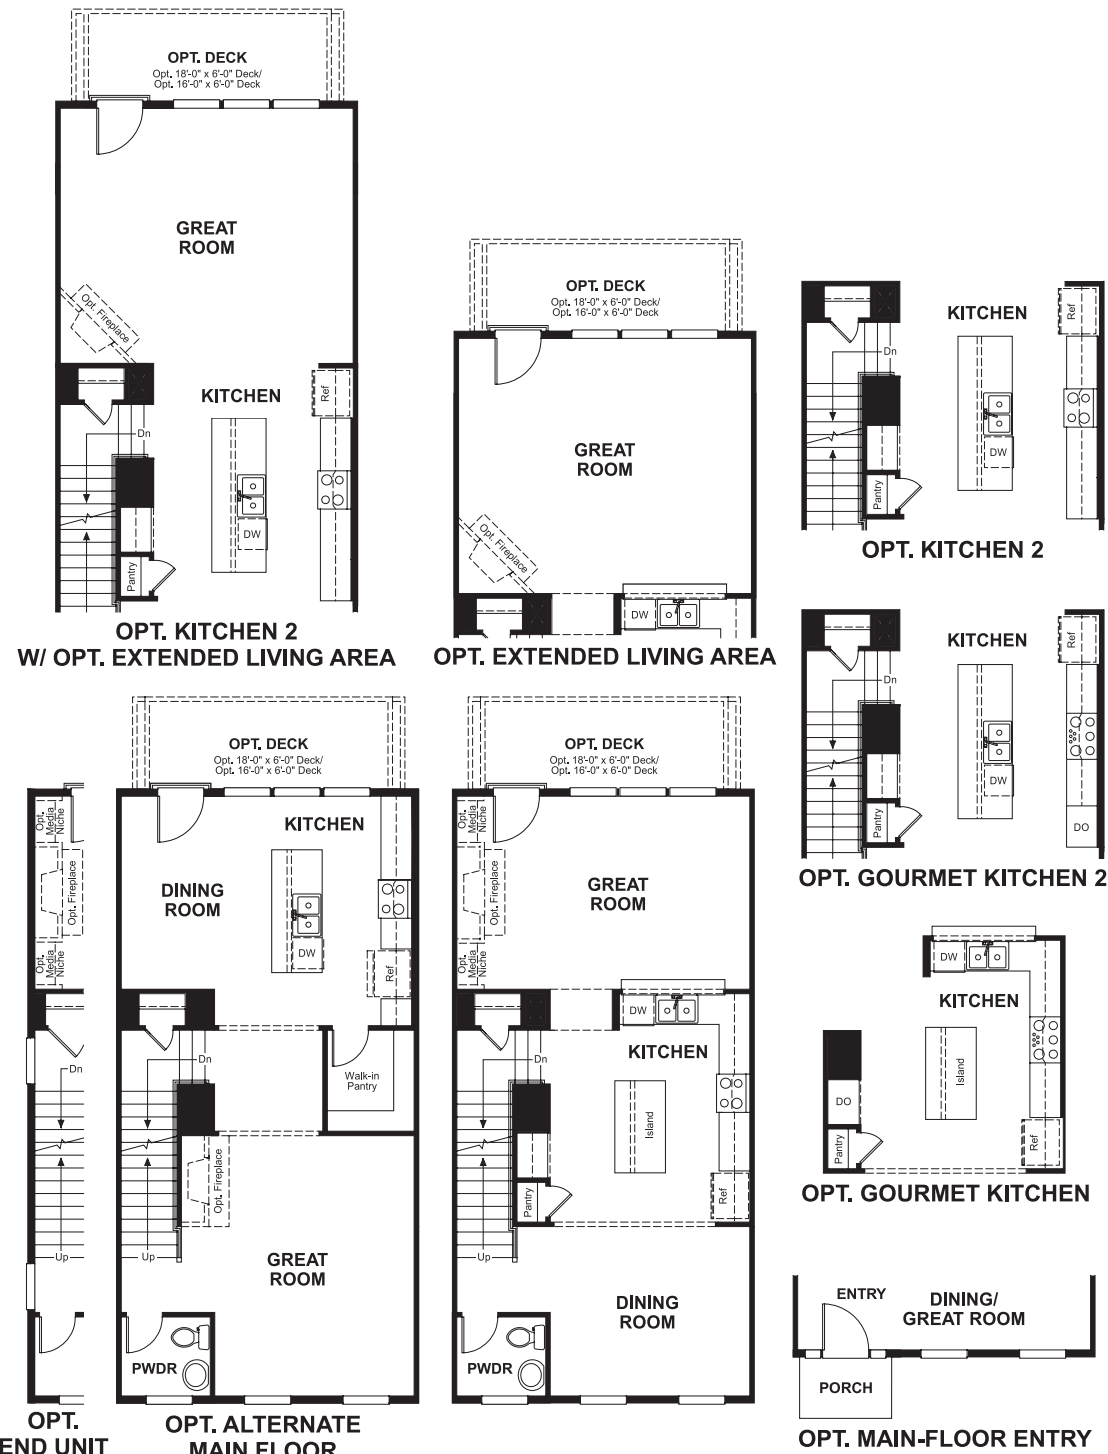 OPT. DECK
Opt. 18'-0" x 6'-0" Deck/
Opt. 16'-0" x 6'-0" Deck
GREAT
ROOM
Opt. Fireplace
KITCHEN
Ref
Dn
DW
Pantry
OPT. KITCHEN 2
W/ OPT. EXTENDED LIVING AREA
OPT. DECK
Opt. 18'-0" x 6'-0" Deck/
Opt. 16'-0" x 6'-0" Deck
GREAT
ROOM
Opt. Fireplace
DW
OPT. EXTENDED LIVING AREA
KITCHEN
Ref
Dn
DW
Pantry
OPT. KITCHEN 2
KITCHEN
Ref
Dn
DW
Pantry
DO
OPT. GOURMET KITCHEN 2
Opt.
Media
Niche
Opt. Fireplace
Opt.
Media
Niche
Dn
Up
OPT.
END UNIT
OPT. DECK
Opt. 18'-0" x 6'-0" Deck/
Opt. 16'-0" x 6'-0" Deck
KITCHEN
DINING
ROOM
DW
Ref
Dn
Walk-in
Pantry
Opt. Fireplace
Up
GREAT
ROOM
PWDR
OPT. ALTERNATE
MAIN FLOOR
OPT. DECK
Opt. 18'-0" x 6'-0" Deck/
Opt. 16'-0" x 6'-0" Deck
Opt.
Media
Niche
Opt. Fireplace
Opt.
Media
Niche
GREAT
ROOM
DW
KITCHEN
Dn
Island
Pantry
Ref
Up
DINING
ROOM
PWDR
DW
KITCHEN
Island
DO
Pantry
Ref
OPT. GOURMET KITCHEN
ENTRY
DINING/
GREAT ROOM
PORCH
OPT. MAIN-FLOOR ENTRY